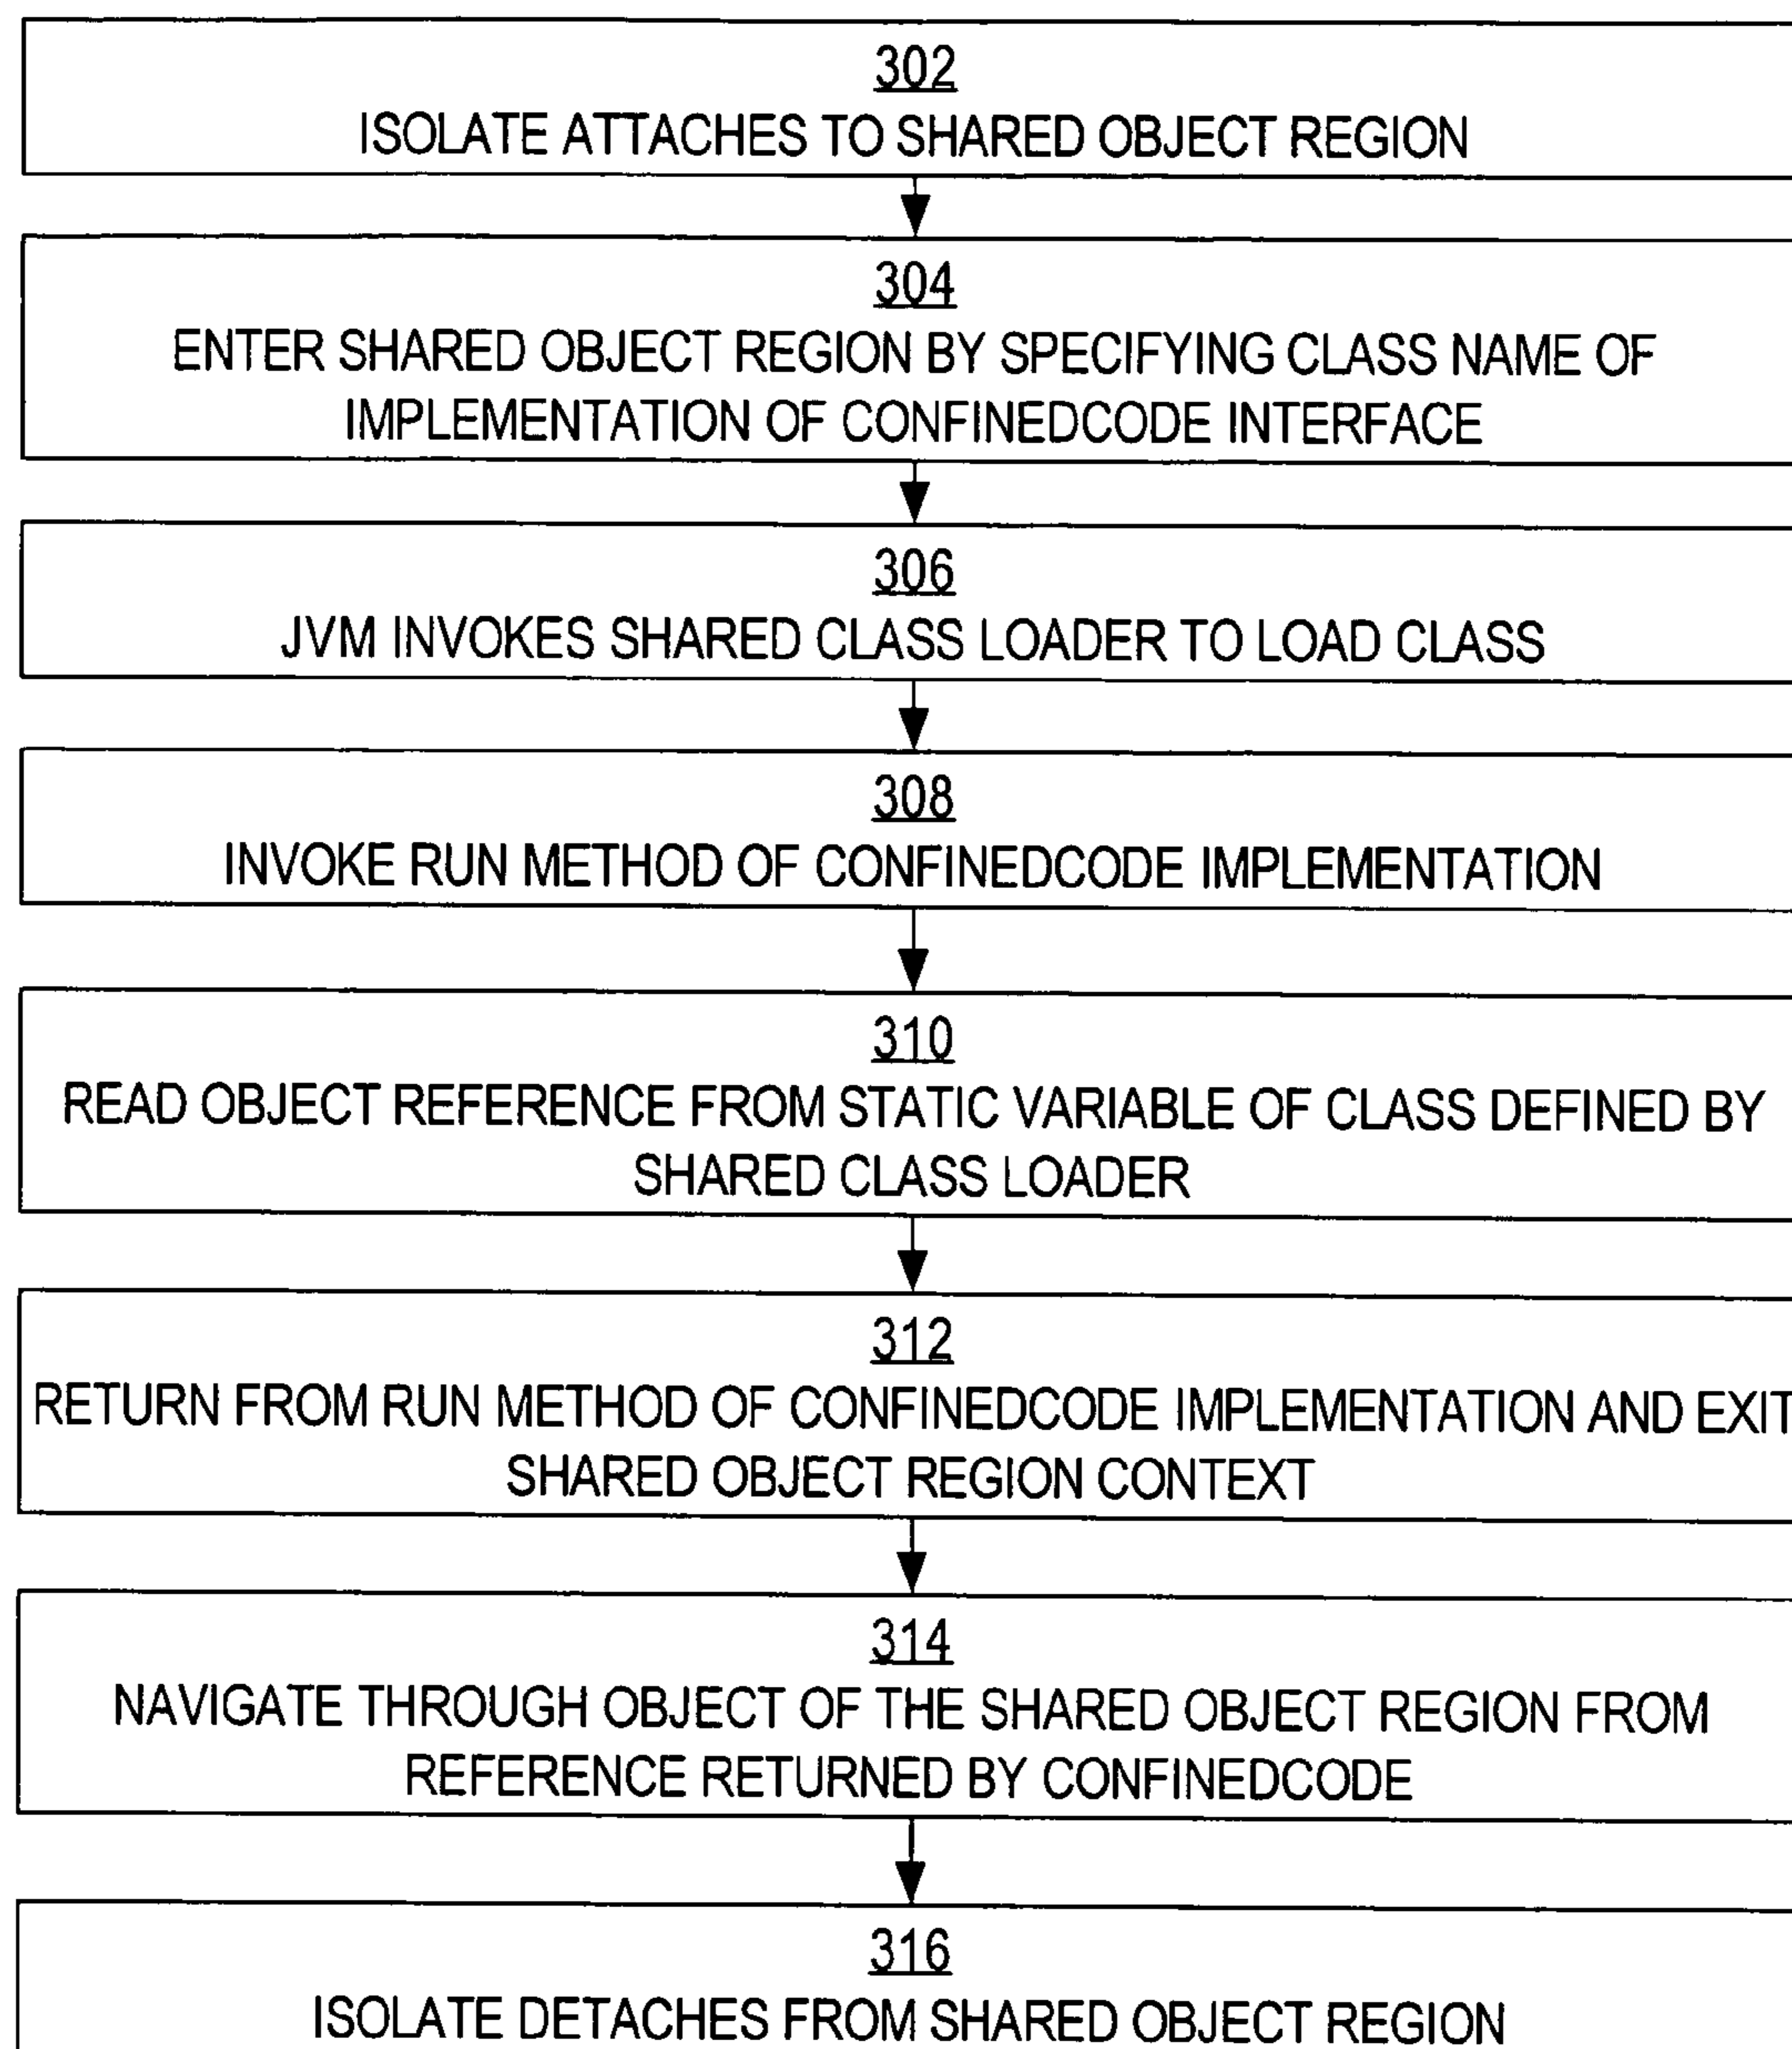 302
ISOLATE ATTACHES TO SHARED OBJECT REGION
304
ENTER SHARED OBJECT REGION BY SPECIFYING CLASS NAME OF
IMPLEMENTATION OF CONFINEDCODE INTERFACE
306
JVM INVOKES SHARED CLASS LOADER TO LOAD CLASS
308
INVOKE RUN METHOD OF CONFINEDCODE IMPLEMENTATION
310
READ OBJECT REFERENCE FROM STATIC VARIABLE OF CLASS DEFINED BY
SHARED CLASS LOADER
312
RETURN FROM RUN METHOD OF CONFINEDCODE IMPLEMENTATION AND EXIT
SHARED OBJECT REGION CONTEXT
314
NAVIGATE THROUGH OBJECT OF THE SHARED OBJECT REGION FROM
REFERENCE RETURNED BY CONFINEDCODE
316
ISOLATE DETACHES FROM SHARED OBJECT REGION